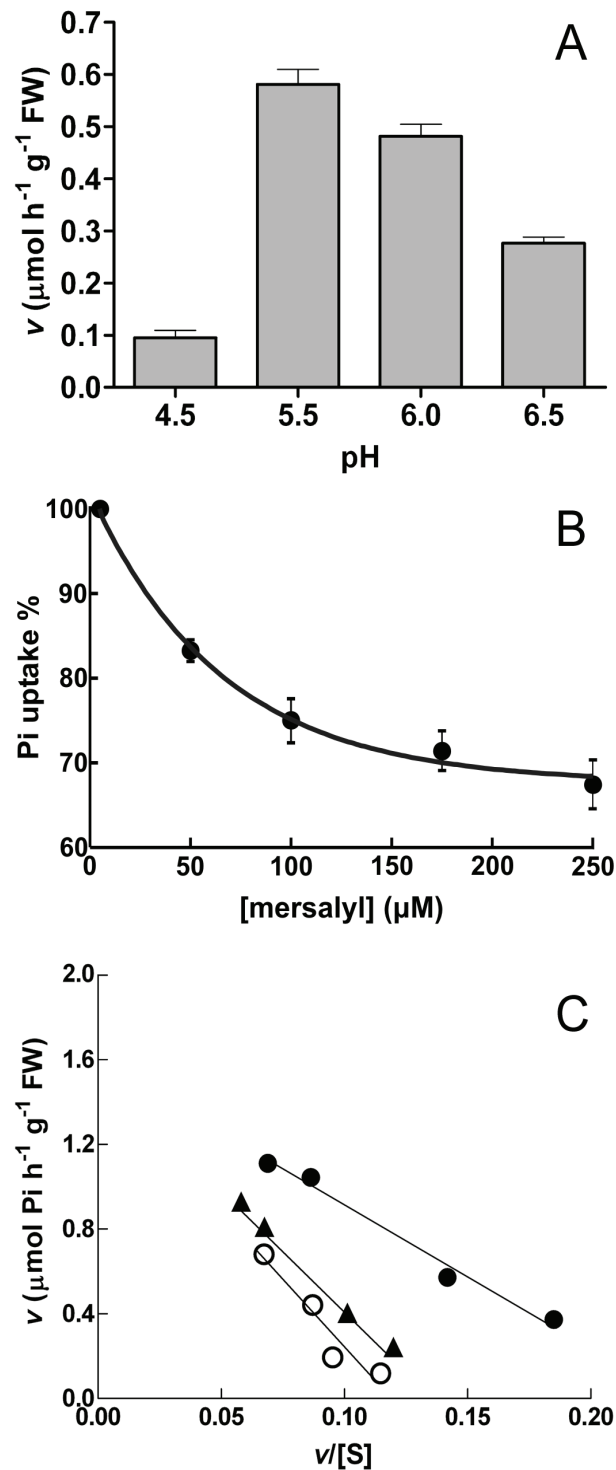 A
v (μmol h⁻¹ g⁻¹ FW)
0.7
0.6
0.5
0.4
0.3
0.2
0.1
0.0
4.5 5.5 6.0 6.5
pH
B
Pi uptake %
100
90
80
70
60
0 50 100 150 200 250
[mersalyl] (μM)
C
v (μmol Pi h⁻¹ g⁻¹ FW)
2.0
1.6
1.2
0.8
0.4
0.0
0.00 0.05 0.10 0.15 0.20
v/[S]